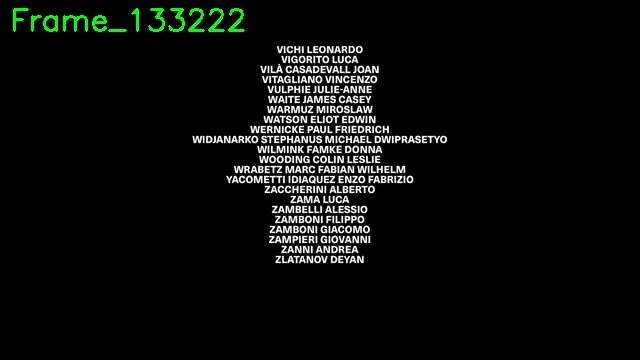 Frame_133222
VICHI LEONARDO
VIGORITO LUCA
VILÀ CASADEVALL JOAN
VITAGLIANO VINCENZO
VULPHIE JULIE-ANNE
WAITE JAMES CASEY
WARMUZ MIROSLAW
WATSON ELIOT EDWIN
WERNICKE PAUL FRIEDRICH
WIDJANARKO STEPHANUS MICHAEL DWIPRASETYO
WILMINK FAMKE DONNA
WOODING COLIN LESLIE
WRABETZ MARC FABIAN WILHELM
YACOMETTI IDIAQUEZ ENZO FABRIZIO
ZACCHERINI ALBERTO
ZAMA LUCA
ZAMBELLI ALESSIO
ZAMBONI FILIPPO
ZAMBONI GIACOMO
ZAMPIERI GIOVANNI
ZANNI ANDREA
ZLATANOV DEYAN